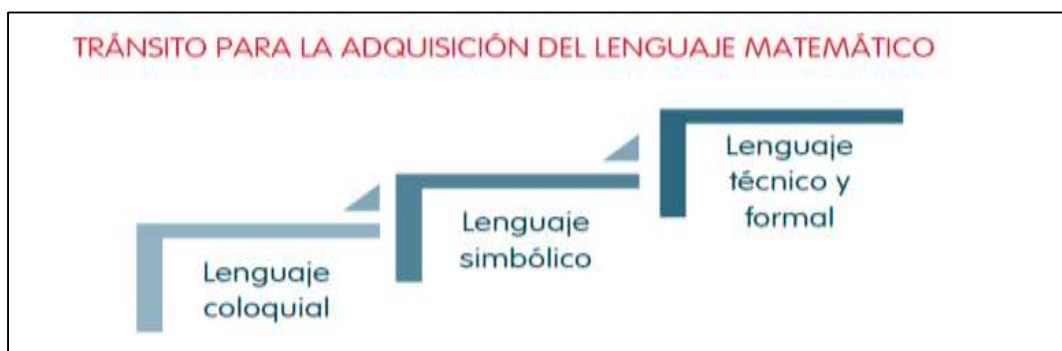 TRÁNSITO PARA LA ADQUISICIÓN DEL LENGUAJE MATEMÁTICO
Lenguaje
coloquial
Lenguaje
simbólico
Lenguaje
técnico y
formal